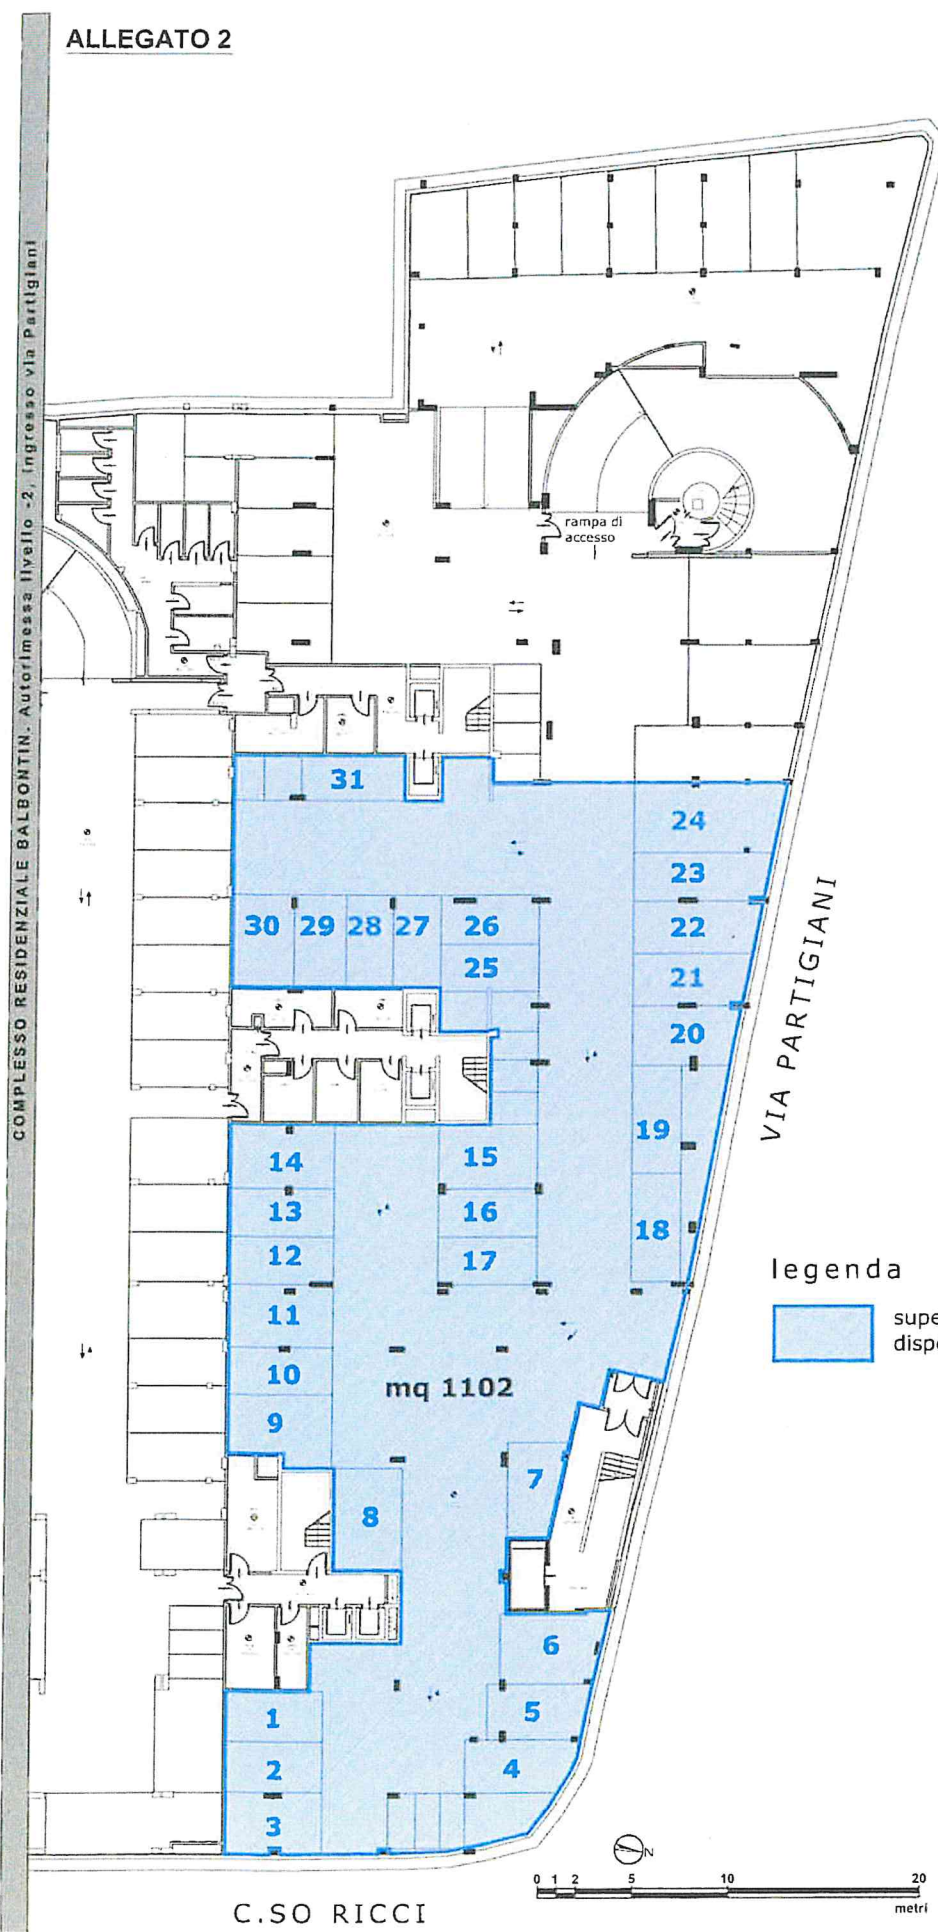 ALLEGATO 2
COMPLESSO RESIDENZIALE BALBONTIN. Autorimessa livello -2, ingresso via Partigiani
rampa di
accesso
31
24
23
30 29 28 27 26
22
25
21
20
19
VIA PARTIGIANI
14
15
13
16
12
17
18
11
legenda
10
mq 1102
9
7
8
6
1
5
2
4
3
N
0 1 2 5 10 20
metri
C.SO RICCI